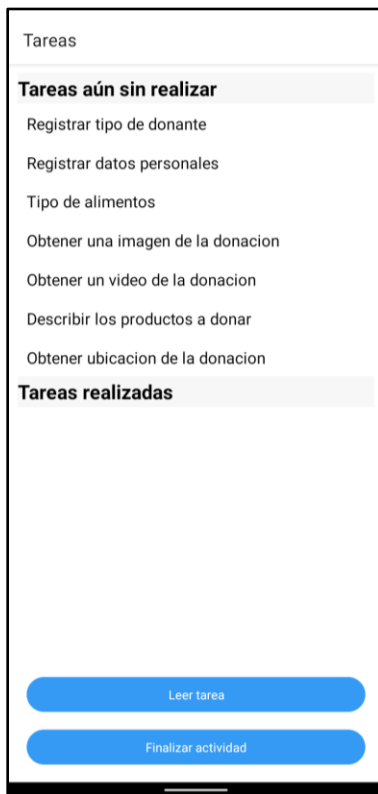 Tareas
Tareas aún sin realizar
Registrar tipo de donante
Registrar datos personales
Tipo de alimentos
Obtener una imagen de la donacion
Obtener un video de la donacion
Describir los productos a donar
Obtener ubicacion de la donacion
Tareas realizadas
Leer tarea
Finalizar actividad